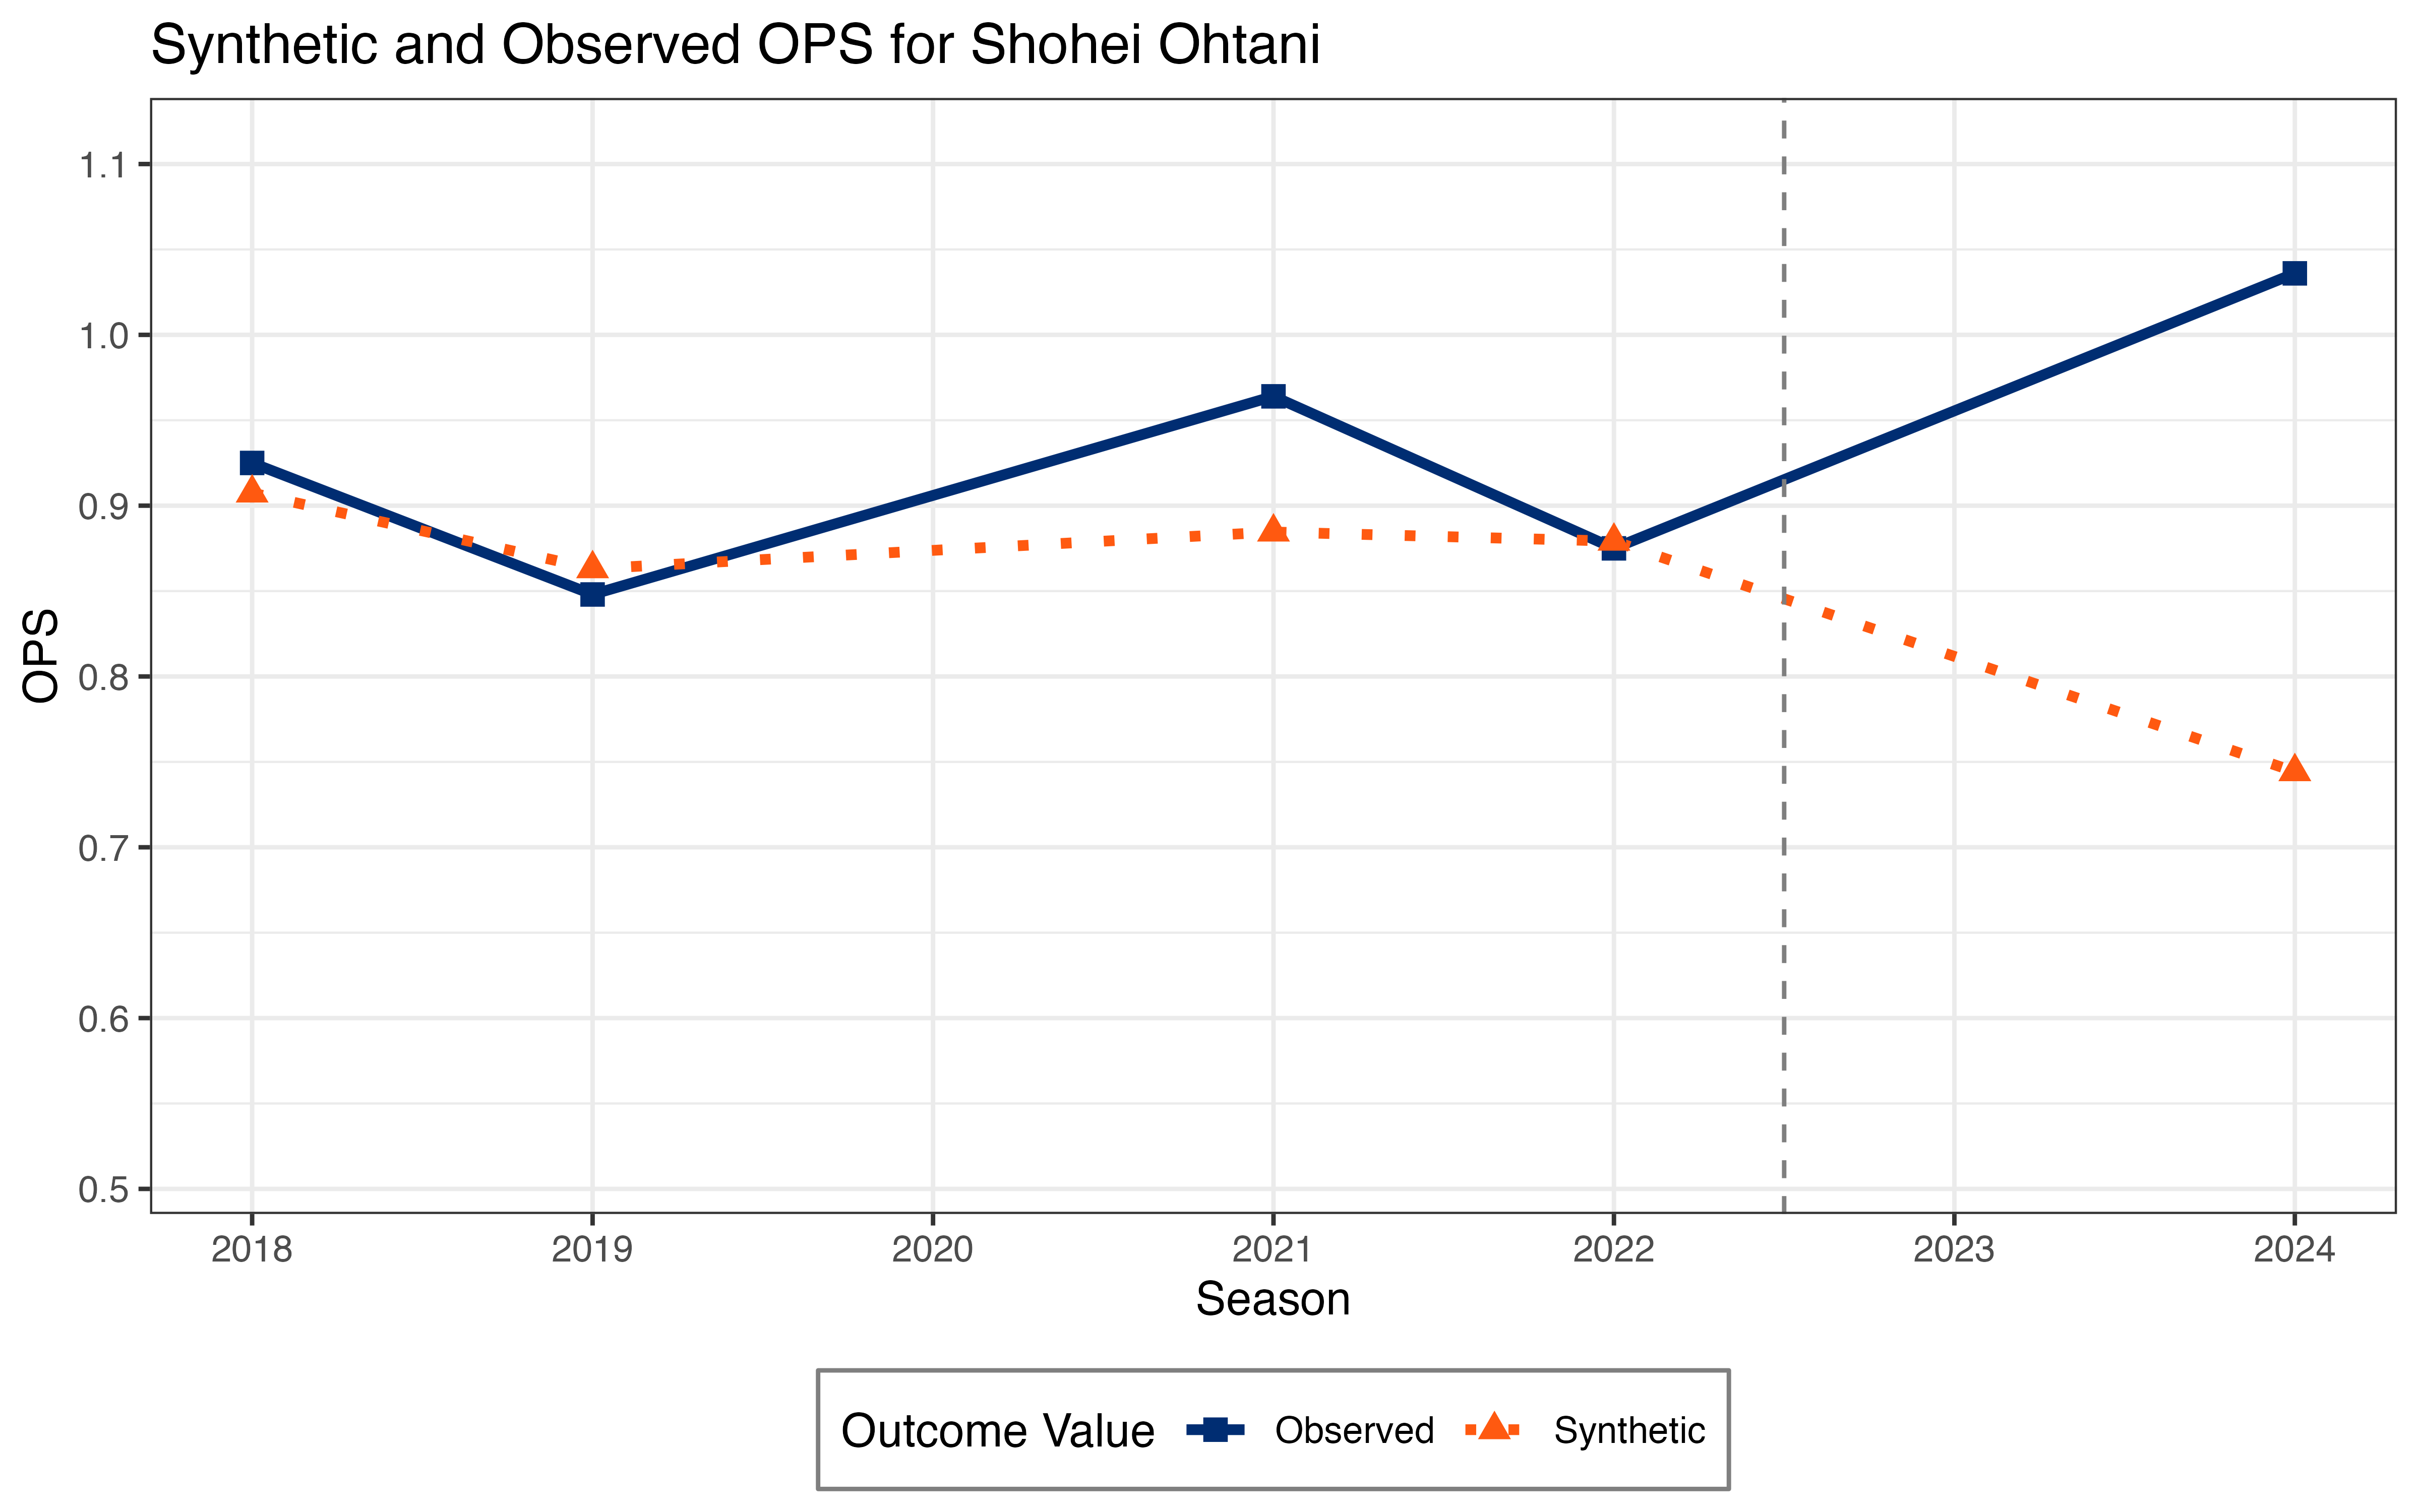 Synthetic and Observed OPS for Shohei Ohtani
1.1
1.0
0.9
0.8
0.7
0.6
0.5
OPS
2018 2019 2020 2021 2022 2023 2024
Season
Outcome Value Observed Synthetic